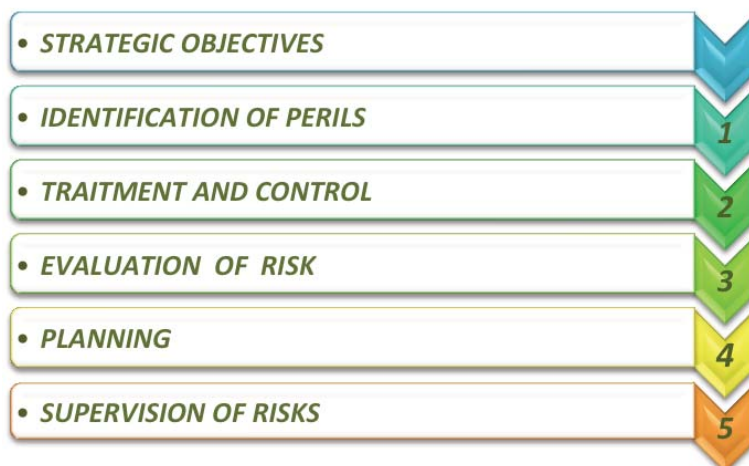 • STRATEGIC OBJECTIVES
• IDENTIFICATION OF PERILS
1
• TRAITMENT AND CONTROL
2
• EVALUATION OF RISK
3
• PLANNING
4
• SUPERVISION OF RISKS
5